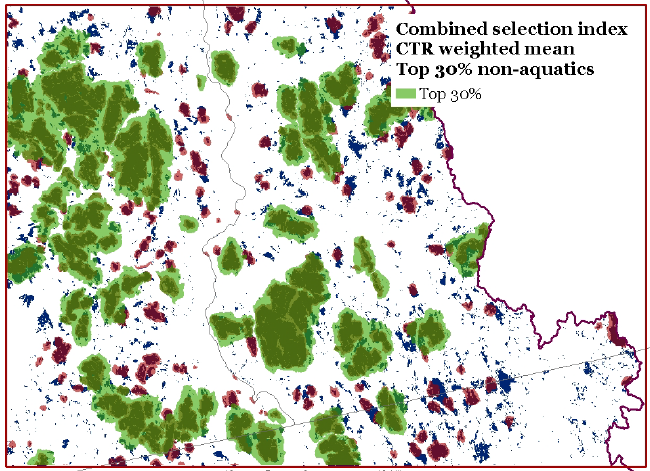 Combined selection index
CTR weighted mean
Top 30% non-aquatics
Top 30%